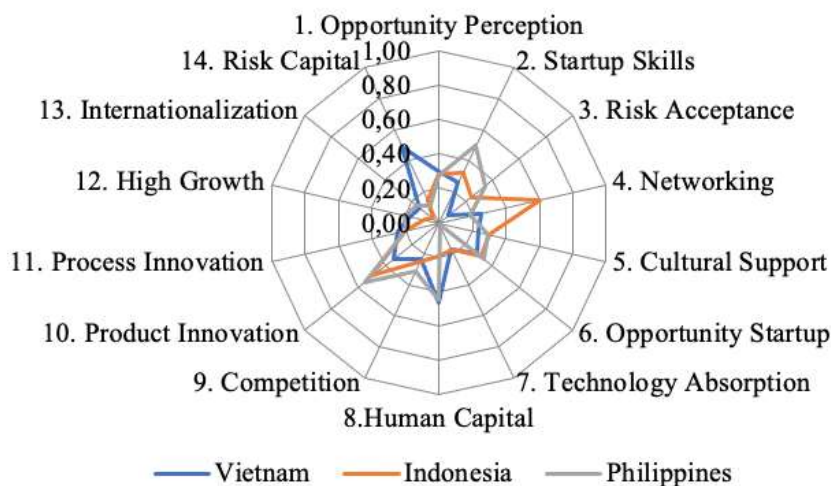 1. Opportunity Perception
1,00
14. Risk Capital
2. Startup Skills
0,80
13. Internationalization
3. Risk Acceptance
0,60
0,40
12. High Growth
4. Networking
0,20
0,00
11. Process Innovation
5. Cultural Support
10. Product Innovation
6. Opportunity Startup
9. Competition
7. Technology Absorption
8.Human Capital
Vietnam
Indonesia
Philippines